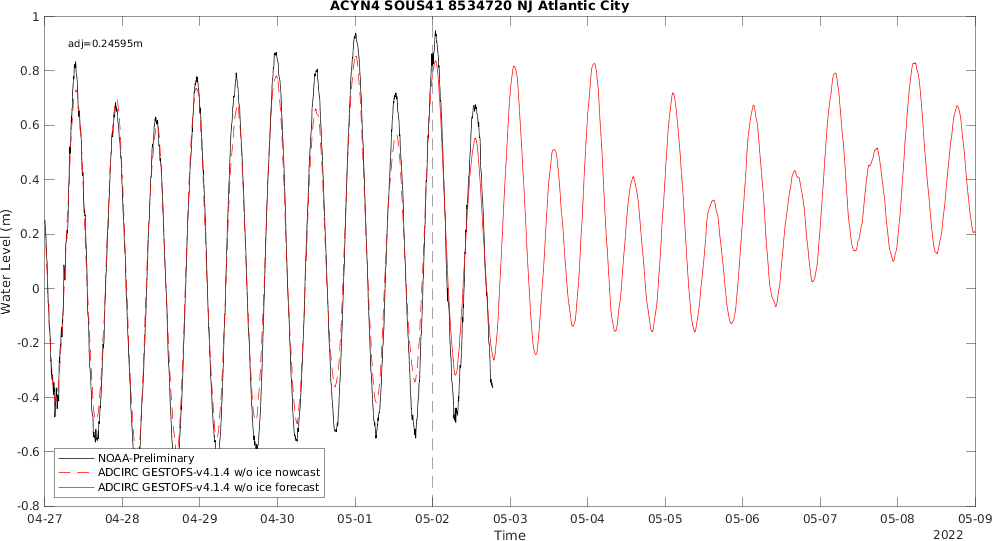 ACYN4 SOUS41 8534720 NJ Atlantic City
adj=0.24595m
1
0.8
0.6
0.4
0.2
0
-0.2
-0.4
-0.6
-0.8
Water Level (m)
NOAA-Preliminary
ADCIRC GESTOFS-v4.1.4 w/o ice nowcast
ADCIRC GESTOFS-v4.1.4 w/o ice forecast
04-27 04-28 04-29 04-30 05-01 05-02 05-03 05-04 05-05 05-06 05-07 05-08 05-09
Time
2022